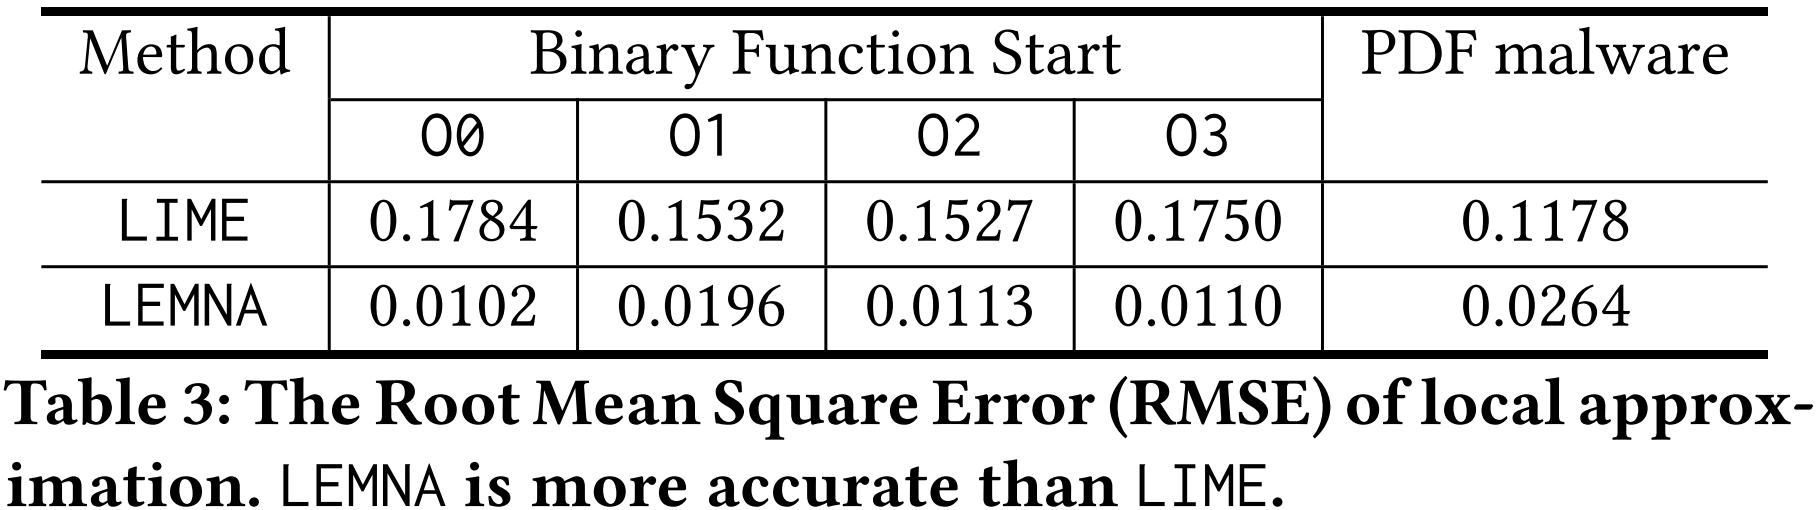 Method Binary Function Start PDF malware
O0 O1 O2 O3
LIME 0.1784 0.1532 0.1527 0.1750 0.1178
LEMNA 0.0102 0.0196 0.0113 0.0110 0.0264
Table 3: The Root Mean Square Error (RMSE) of local approx-
imation. LEMNA is more accurate than LIME.